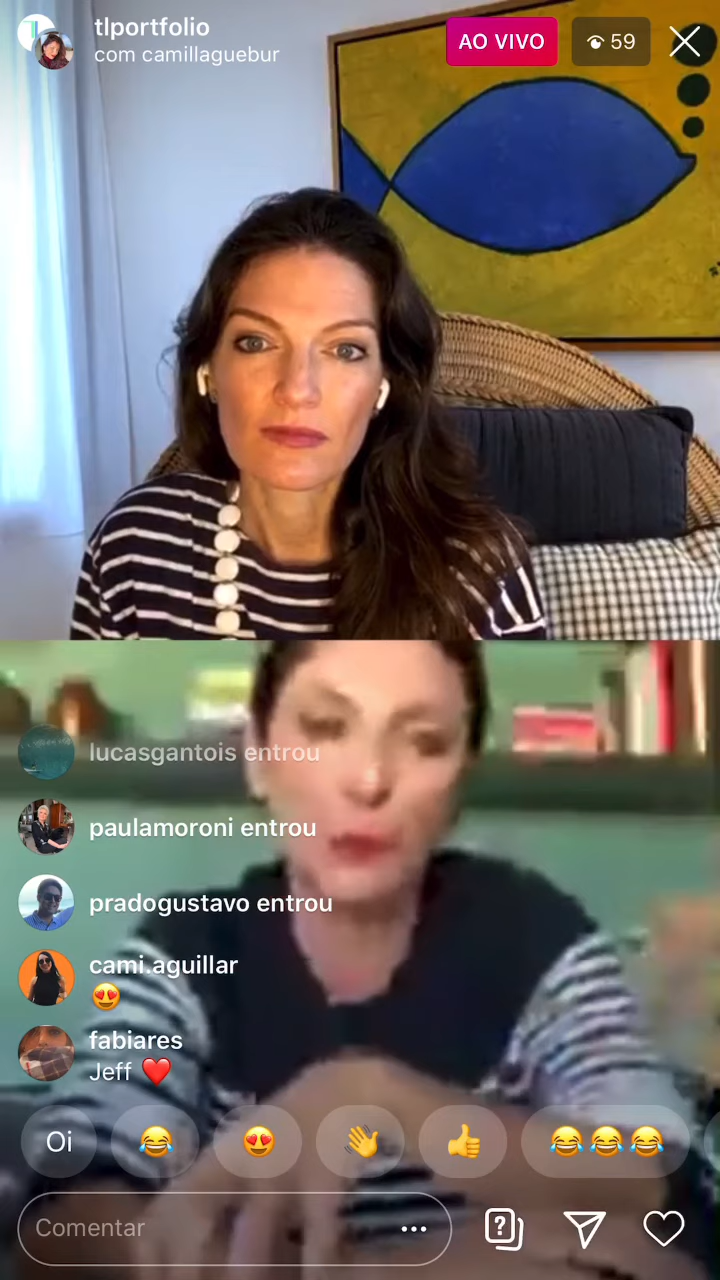 tlportfolio
com camillaguebur
AO VIVO
59
lucasgantois entrou
paulamoroni entrou
pradogustavo entrou
cami.aguillar
😍
fabiares
Jeff ❤️
Oi 😂 😍 👋 👍 😂😂😂
Comentar